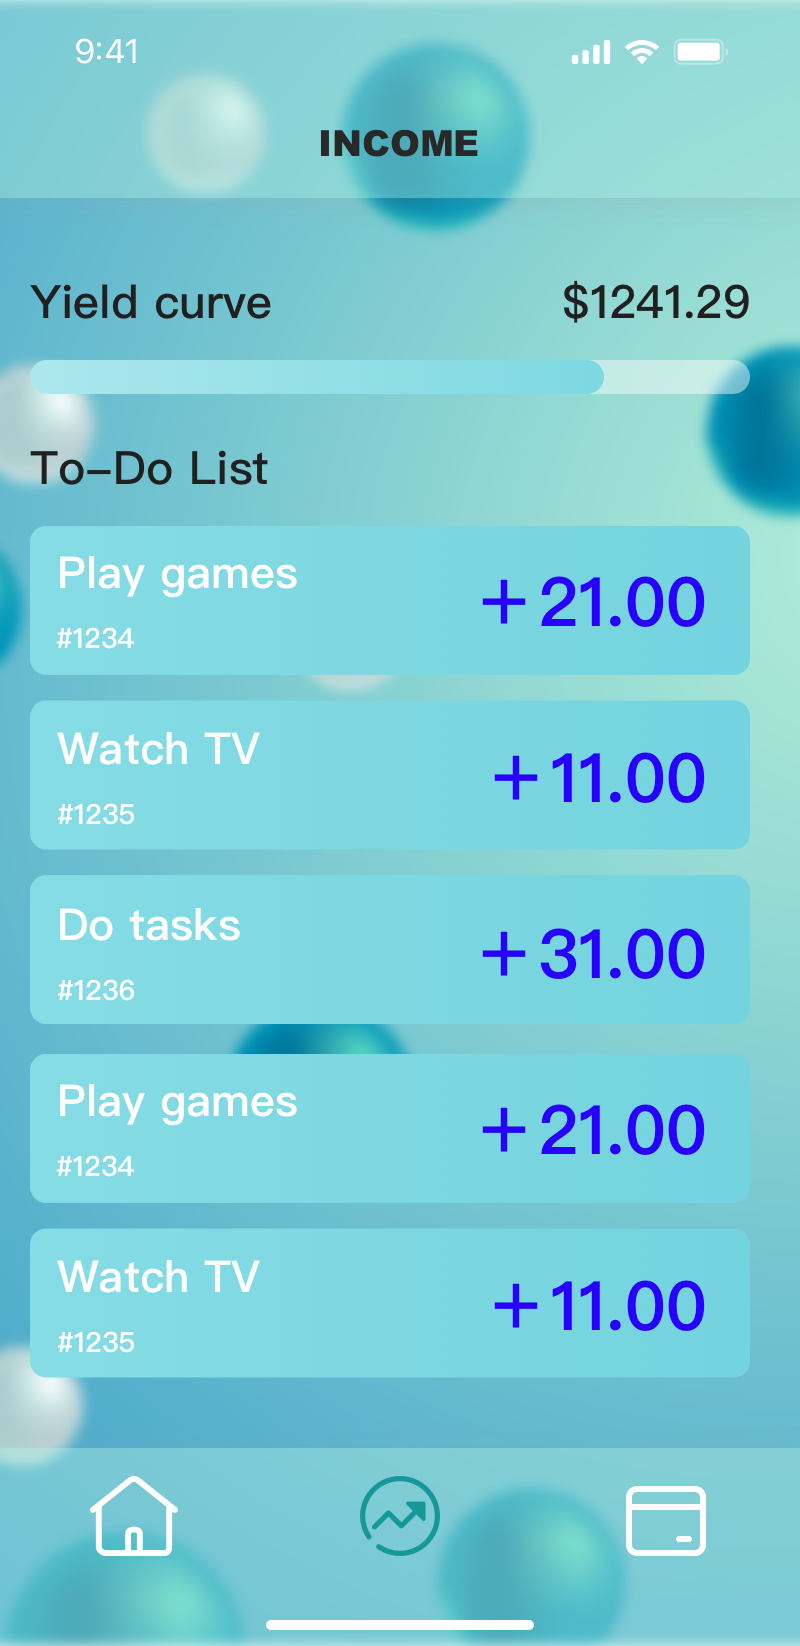 9:41
INCOME
Yield curve $1241.29
To-Do List
Play games
+21.00
#1234
Watch TV
+11.00
#1235
Do tasks
+31.00
#1236
Play games
+21.00
#1234
Watch TV
+11.00
#1235